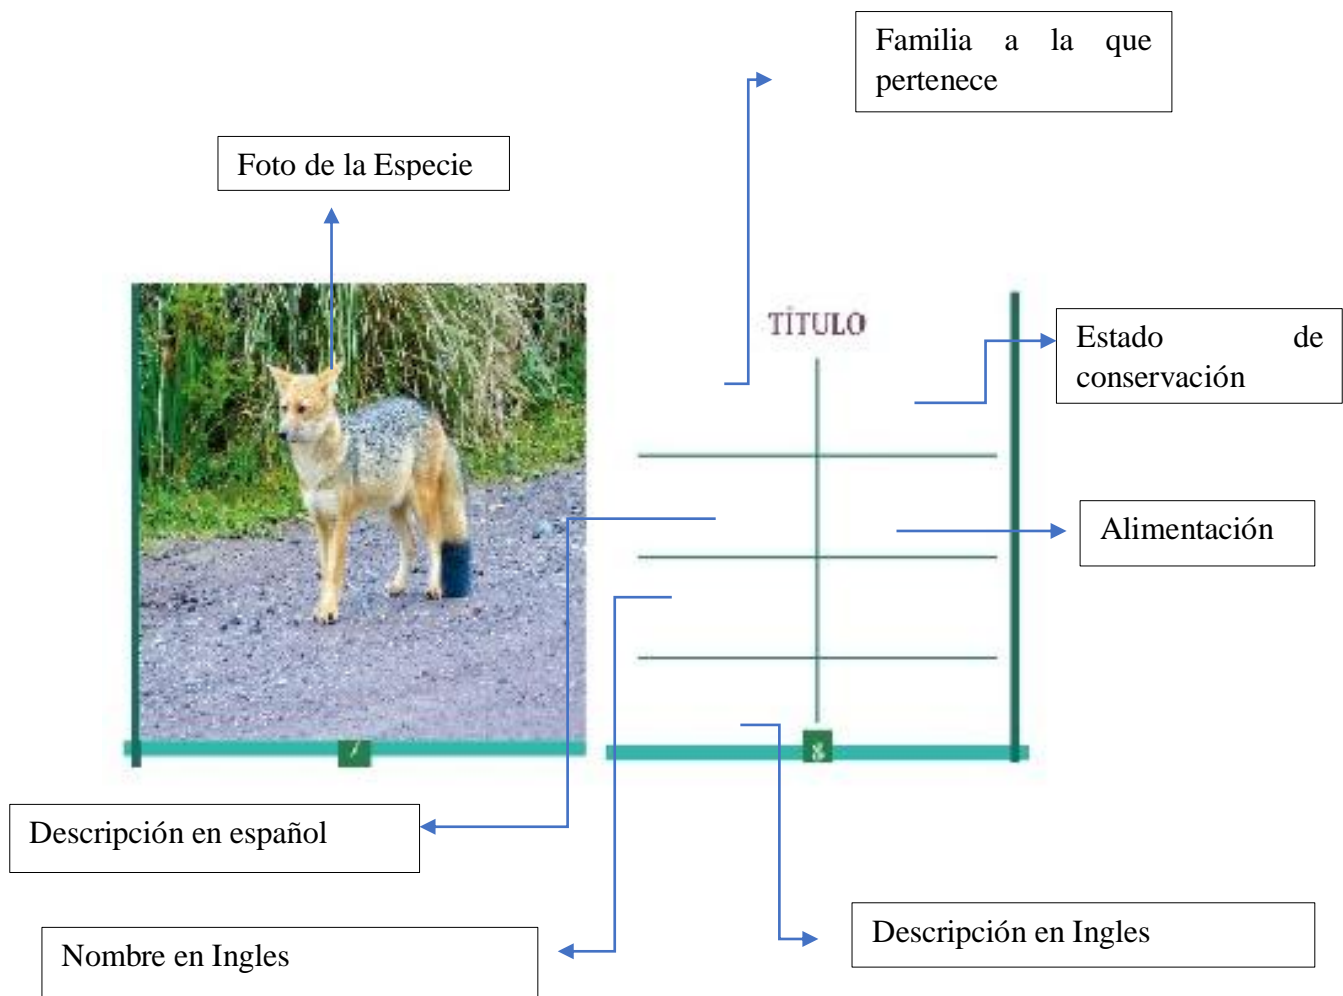 Familia a la que
pertenece
Foto de la Especie
TÍTULO
Estado de
conservación
Alimentación
8
Descripción en español
Nombre en Ingles
Descripción en Ingles